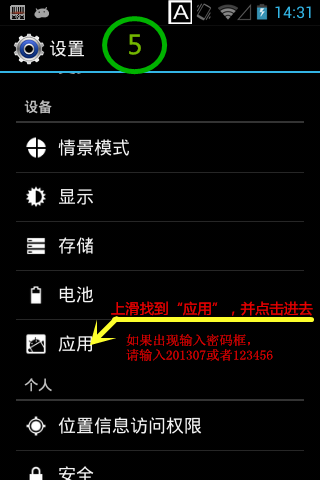 A 14:31
设置 5
设备
情景模式
显示
存储
电池
上滑找到“应用”，并点击进去
应用
如果出现输入密码框，
请输入201307或者123456
个人
位置信息访问权限
安全